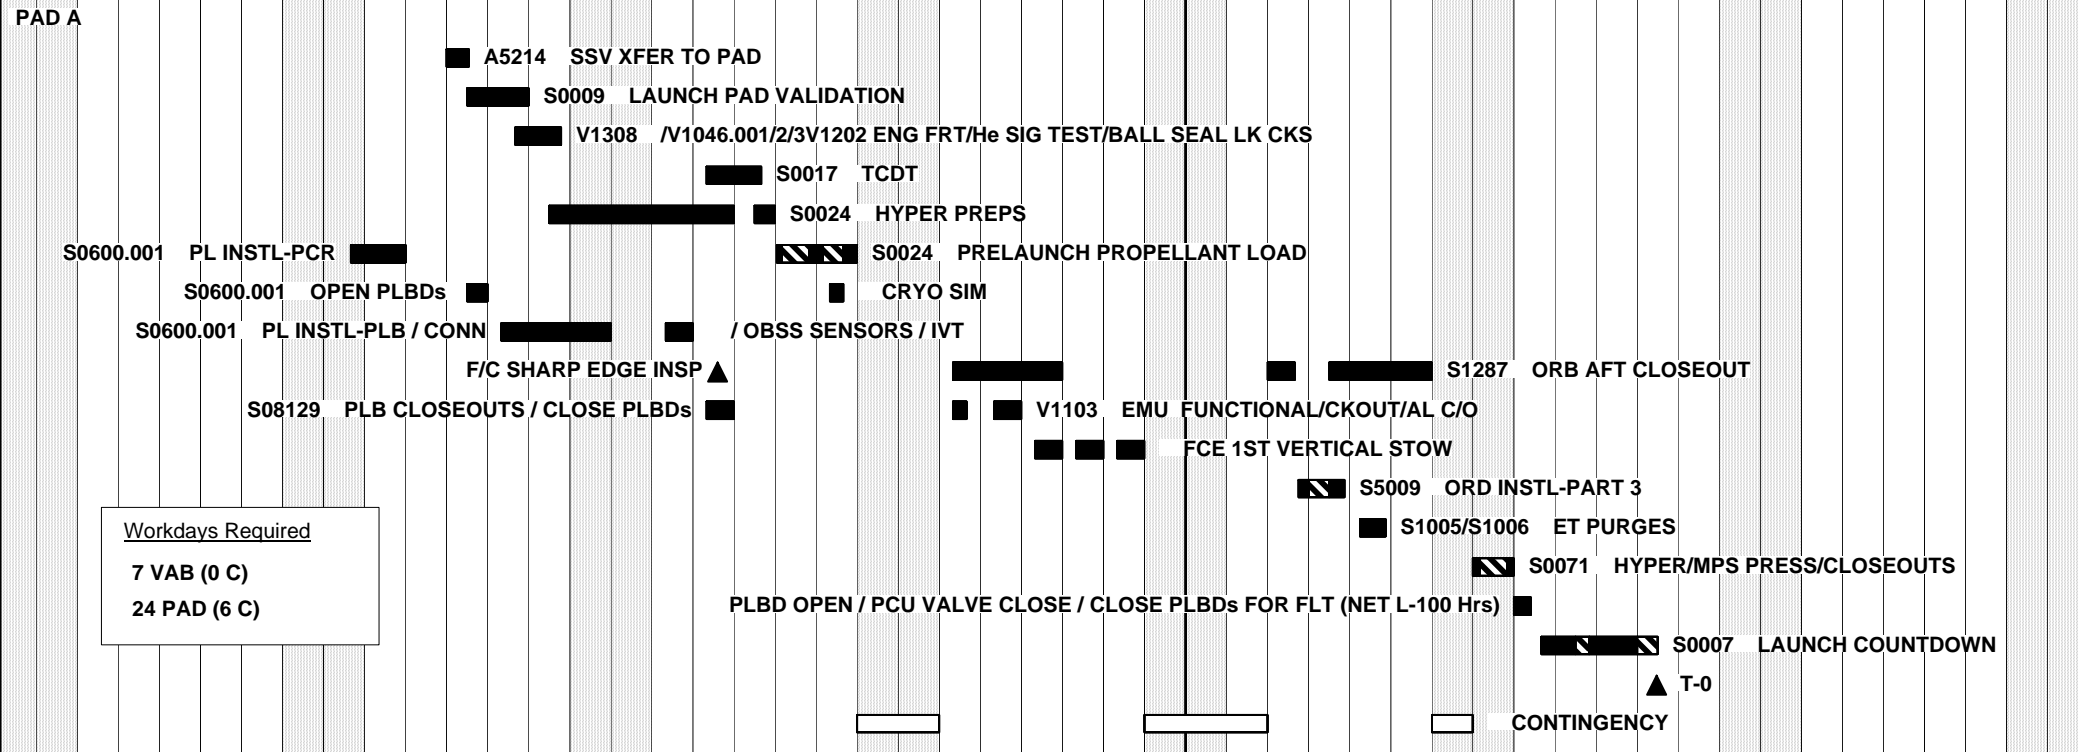 PAD A
A5214 SSV XFER TO PAD
S0009 LAUNCH PAD VALIDATION
V1308 /V1046.001/2/3V1202 ENG FRT/He SIG TEST/BALL SEAL LK CKS
S0017 TCDT
S0024 HYPER PREPS
S0600.001 PL INSTL-PCR S0024 PRELAUNCH PROPELLANT LOAD
S0600.001 OPEN PLBDs CRYO SIM
S0600.001 PL INSTL-PLB / CONN / OBSS SENSORS / IVT
F/C SHARP EDGE INSP S1287 ORB AFT CLOSEOUT
S08129 PLB CLOSEOUTS / CLOSE PLBDs V1103 EMU FUNCTIONAL/CKOUT/AL C/O
FCE 1ST VERTICAL STOW
S5009 ORD INSTL-PART 3
Workdays Required
S1005/S1006 ET PURGES
7 VAB (0 C)
S0071 HYPER/MPS PRESS/CLOSEOUTS
24 PAD (6 C)
PLBD OPEN / PCU VALVE CLOSE / CLOSE PLBDs FOR FLT (NET L-100 Hrs)
S0007 LAUNCH COUNTDOWN
T-0
CONTINGENCY